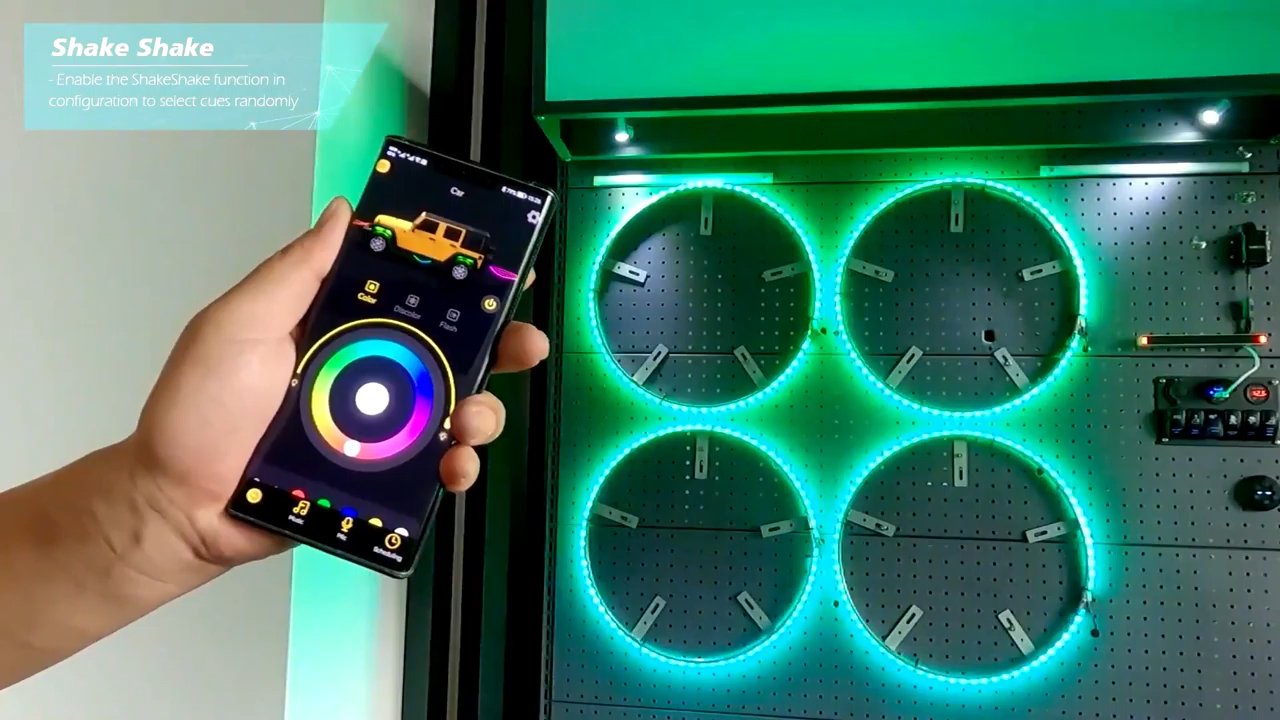 Shake Shake
- Enable the ShakeShake function in
configuration to select cues randomly
Car
Color
Discolor
Flash
Music
Mic
Scheduling